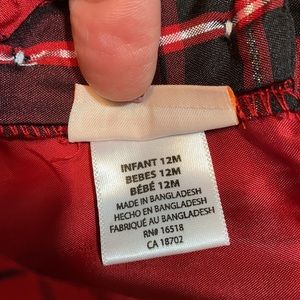 INFANT 12M
BEBES 12M
BÉBÉ 12M
MADE IN BANGLADESH
HECHO EN BANGLADESH
FABRIQUÉ AU BANGLADESH
RN# 16518
CA 18702